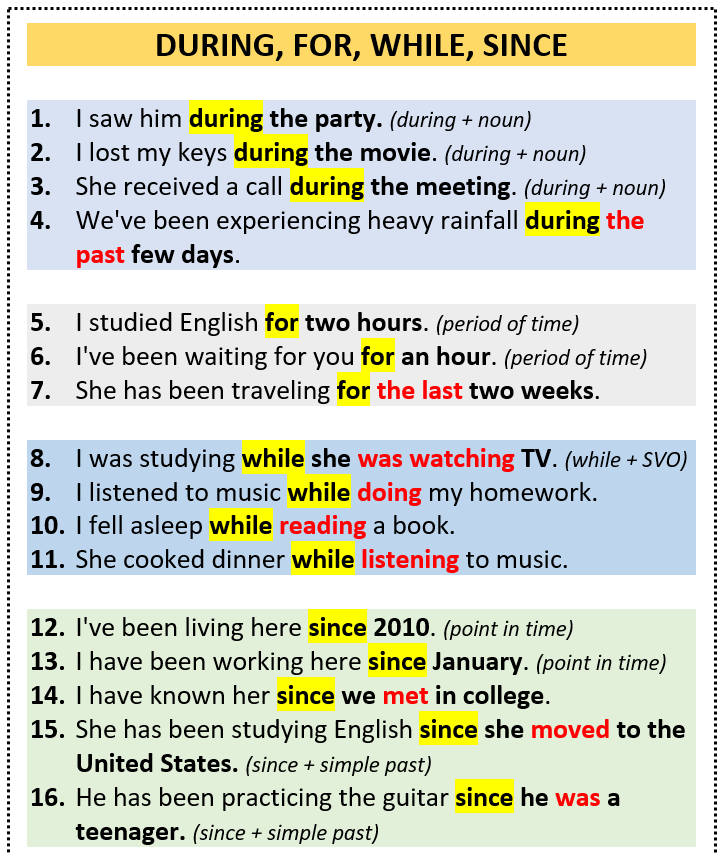 DURING, FOR, WHILE, SINCE
1. I saw him during the party. (during + noun)
2. I lost my keys during the movie. (during + noun)
3. She received a call during the meeting. (during + noun)
4. We've been experiencing heavy rainfall during the
past few days.
5. I studied English for two hours. (period of time)
6. I've been waiting for you for an hour. (period of time)
7. She has been traveling for the last two weeks.
8. I was studying while she was watching TV. (while + SVO)
9. I listened to music while doing my homework.
10. I fell asleep while reading a book.
11. She cooked dinner while listening to music.
12. I've been living here since 2010. (point in time)
13. I have been working here since January. (point in time)
14. I have known her since we met in college.
15. She has been studying English since she moved to the
United States. (since + simple past)
16. He has been practicing the guitar since he was a
teenager. (since + simple past)